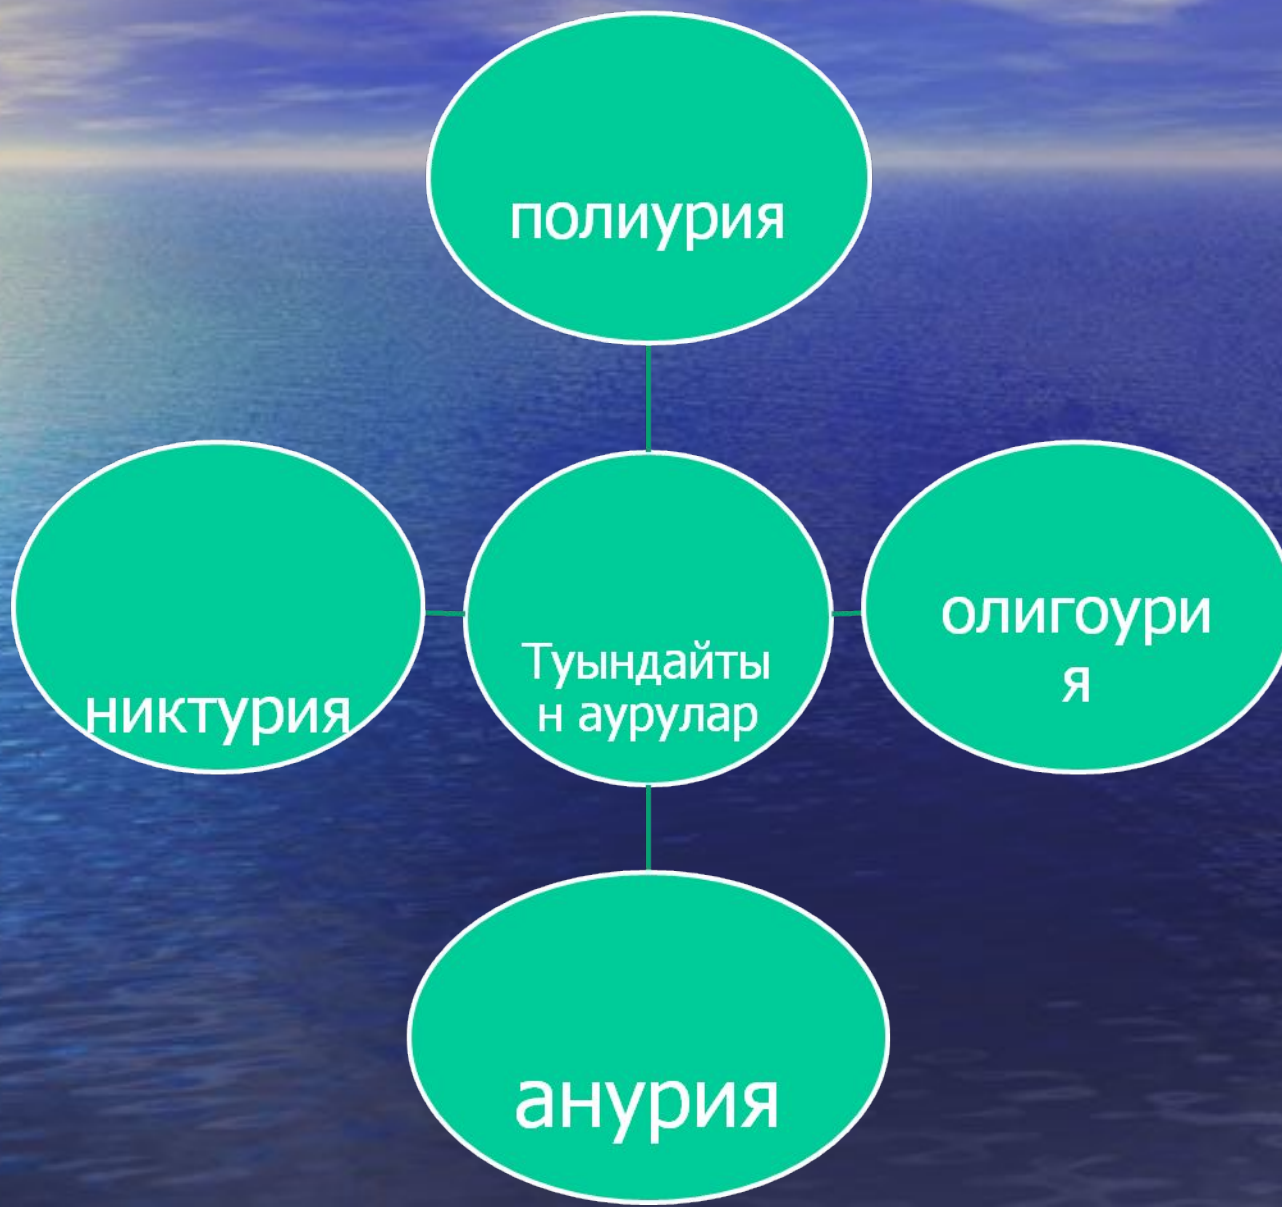 полиурия
никтурия
Туындайты
н аурулар
олигоури
я
анурия